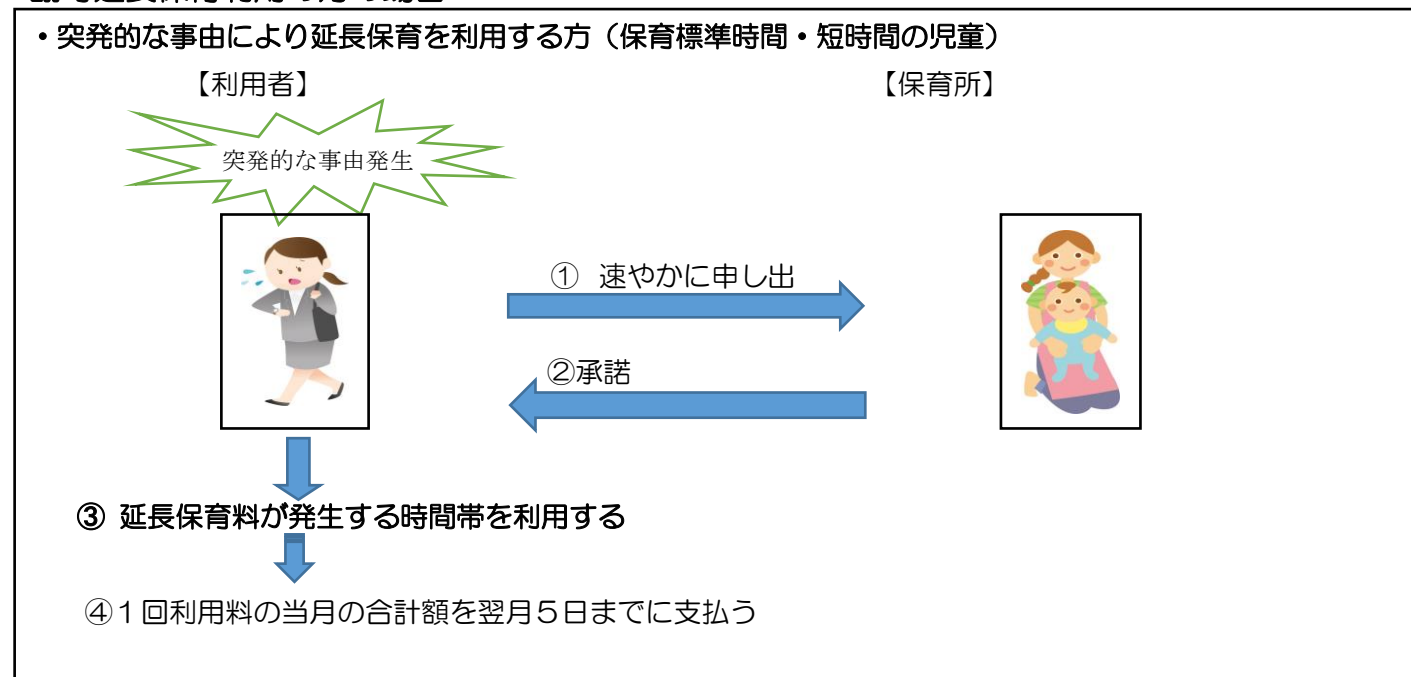 ・突発的な事由により延長保育を利用する方（保育標準時間・短時間の児童）
【利用者】
【保育所】
突発的な事由発生
① 速やかに申し出
②承諾
③ 延長保育料が発生する時間帯を利用する
④１回利用料の当月の合計額を翌月５日までに支払う